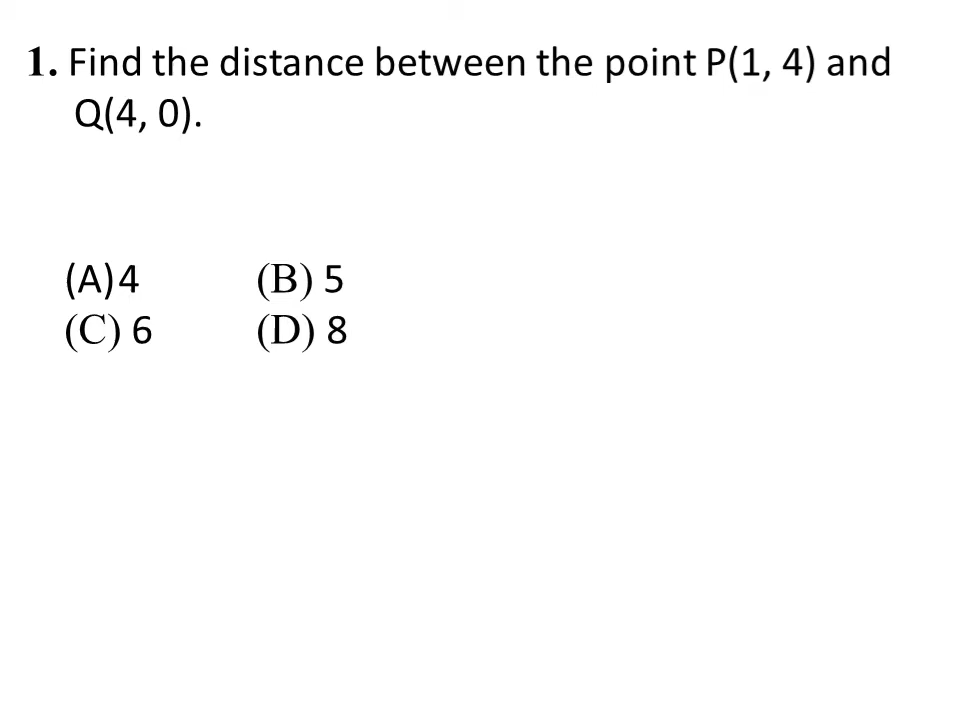 1. Find the distance between the point P(1, 4) and
Q(4, 0).
(A)4 (B) 5
(C) 6 (D) 8